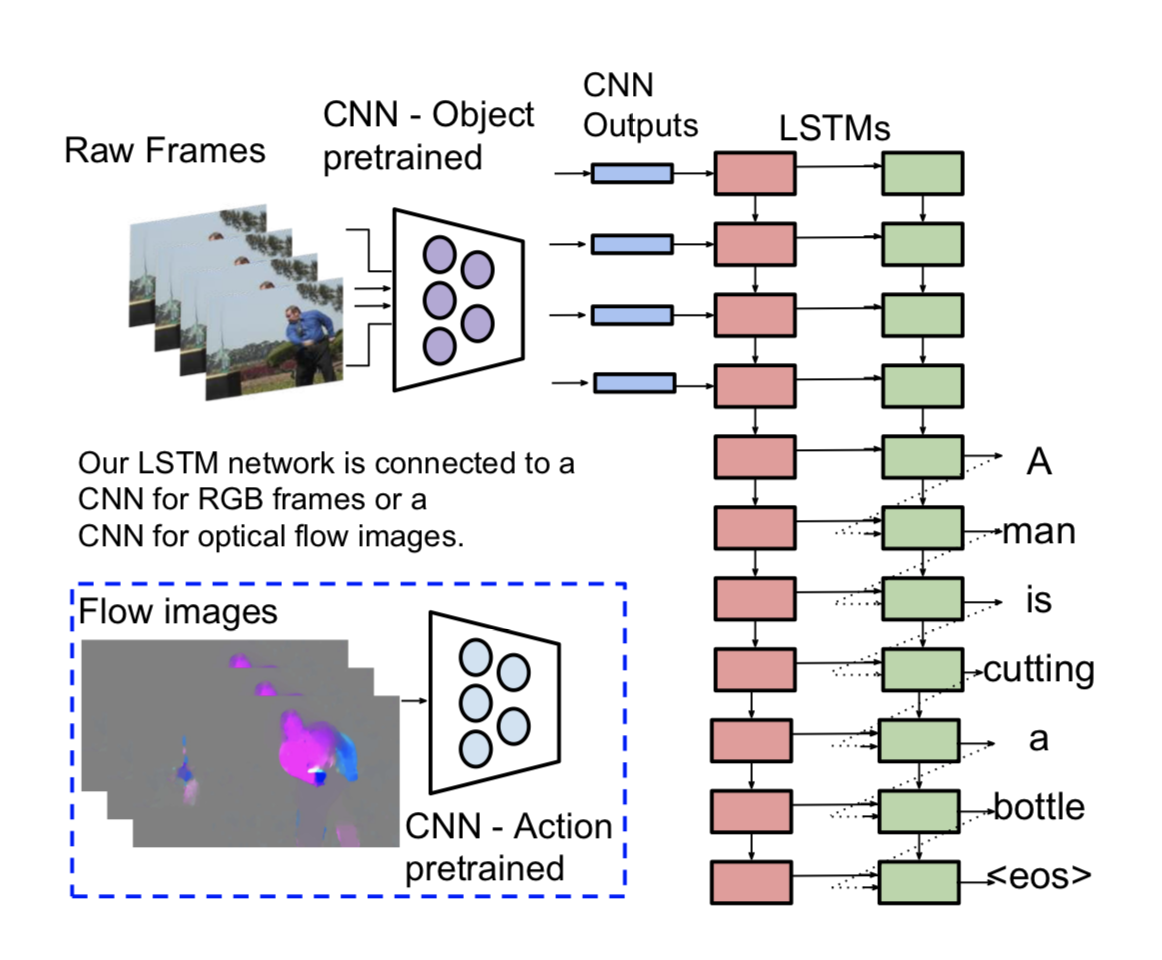 Raw Frames
CNN - Object
pretrained
CNN
Outputs
LSTMs
Our LSTM network is connected to a
CNN for RGB frames or a
CNN for optical flow images.
Flow images
CNN - Action
pretrained
A
man
is
cutting
a
bottle
<eos>